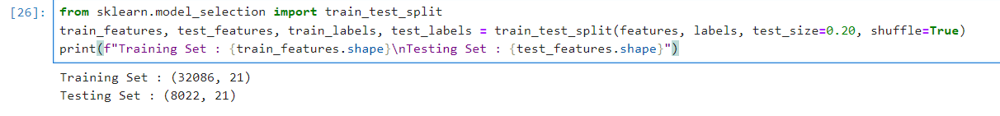 [26]: from sklearn.model_selection import train_test_split
train_features, test_features, train_labels, test_labels = train_test_split(features, labels, test_size=0.20, shuffle=True)
print(f"Training Set : {train_features.shape}\nTesting Set : {test_features.shape}")
Training Set : (32086, 21)
Testing Set : (8022, 21)